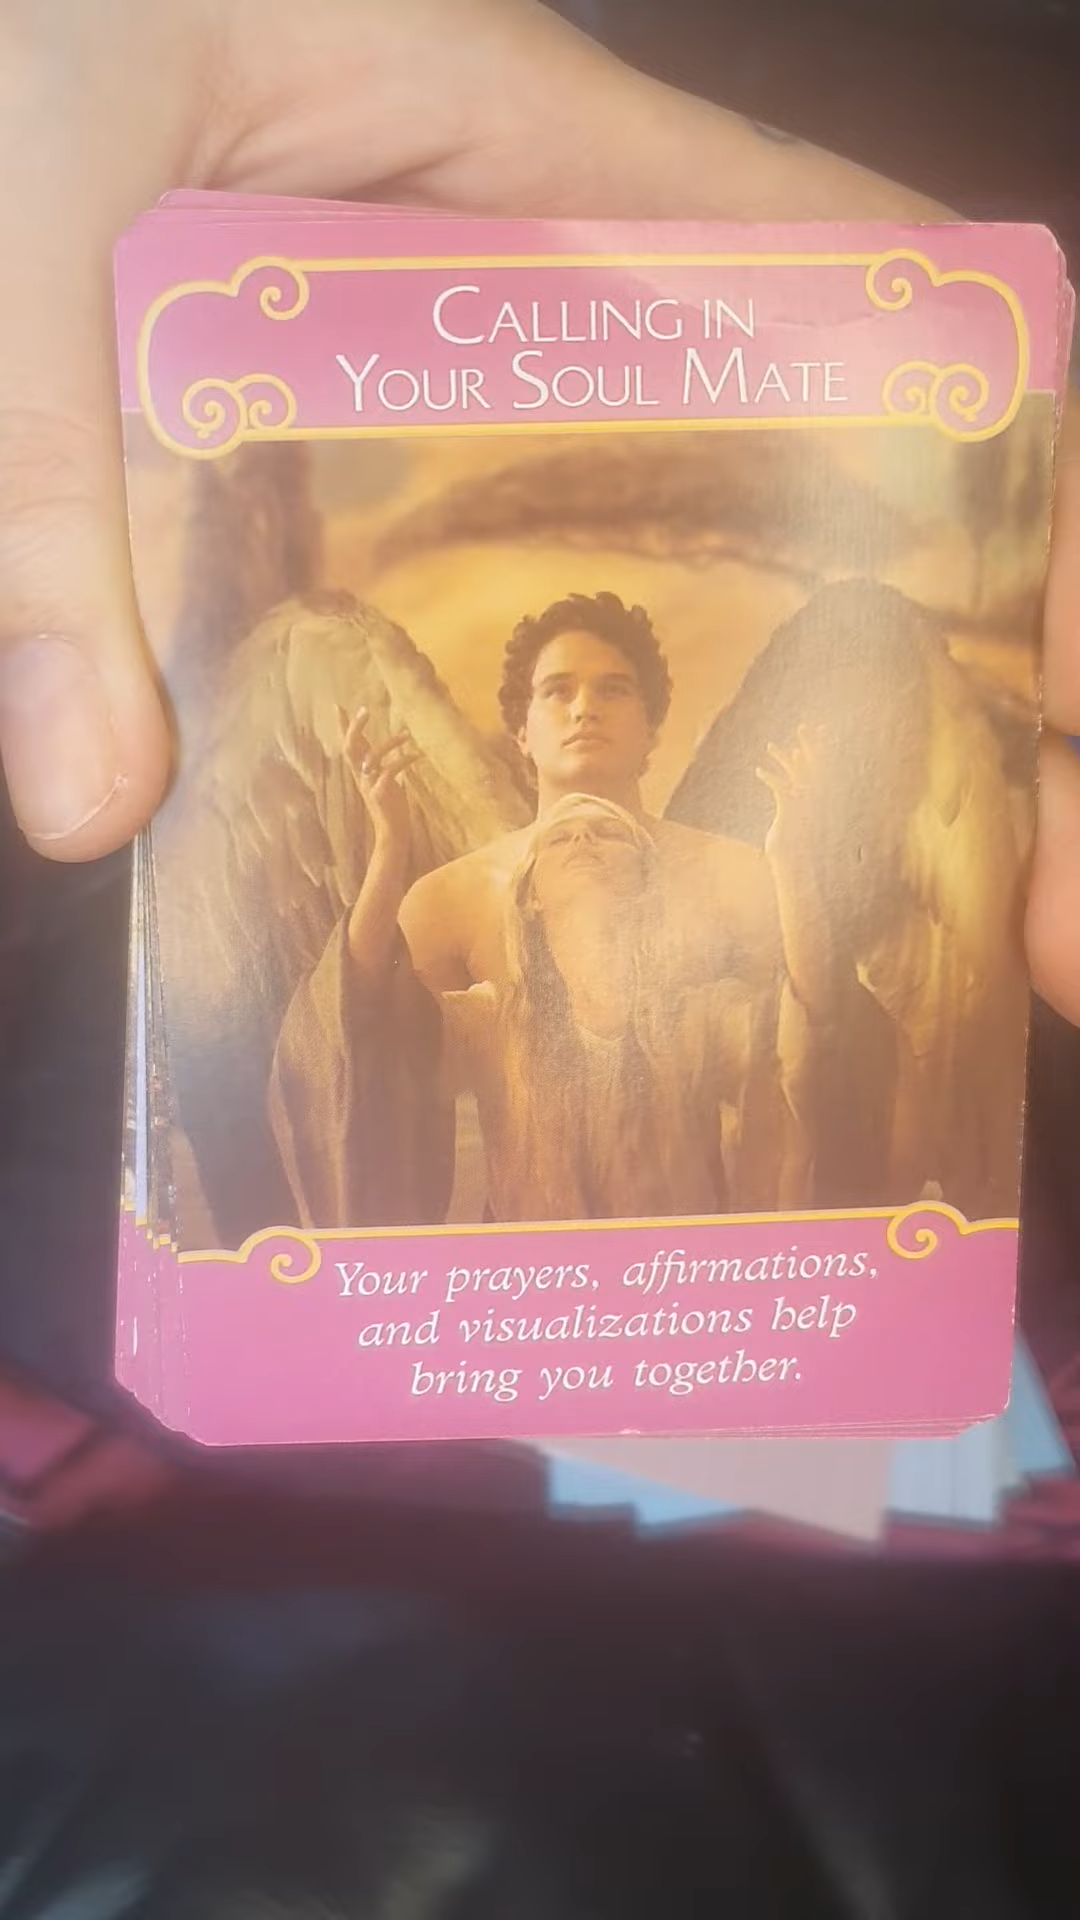 CALLING IN
YOUR SOUL MATE
Your prayers, affirmations,
and visualizations help
bring you together.